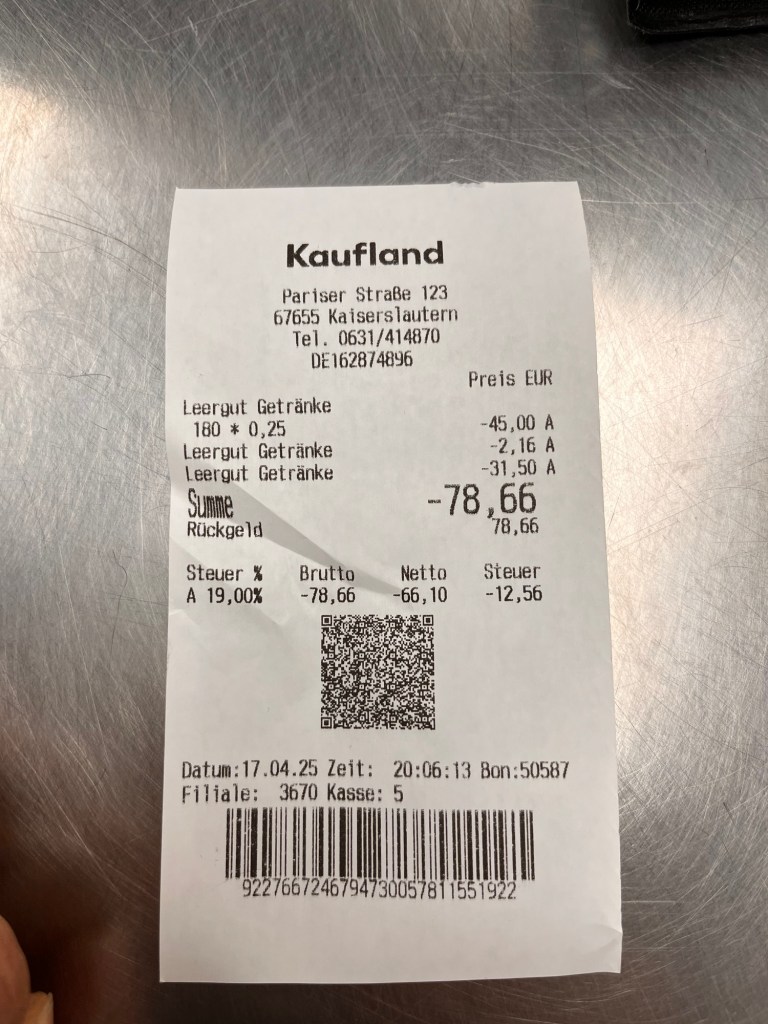 Kaufland
Pariser Straße 123
67655 Kaiserslautern
Tel. 0631/414870
DE162874896
Preis EUR
Leergut Getränke
180 * 0,25 -45,00 A
Leergut Getränke -2,16 A
Leergut Getränke -31,50 A
Summe -78,66
Rückgeld 78,66
Steuer % Brutto Netto Steuer
A 19,00% -78,66 -66,10 -12,56
Datum:17.04.25 Zeit: 20:06:13 Bon:50587
Filiale: 3670 Kasse: 5
9227667246794730057811551922